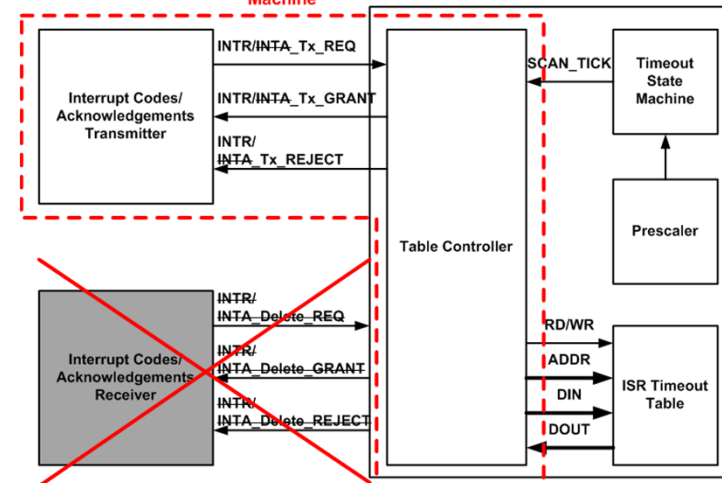 Machine
INTR/INTA_Tx_REQ
INTR/INTA_Tx_GRANT
INTR/
INTA_Tx_REJECT
Interrupt Codes/
Acknowledgements
Transmitter
Table Controller
SCAN_TICK
Timeout
State
Machine
Prescaler
INTR/
INTA_Delete_REQ
INTR/
INTA_Delete_GRANT
INTR/
INTA_Delete_REJECT
Interrupt Codes/
Acknowledgements
Receiver
RD/WR
ADDR
DIN
DOUT
ISR Timeout
Table